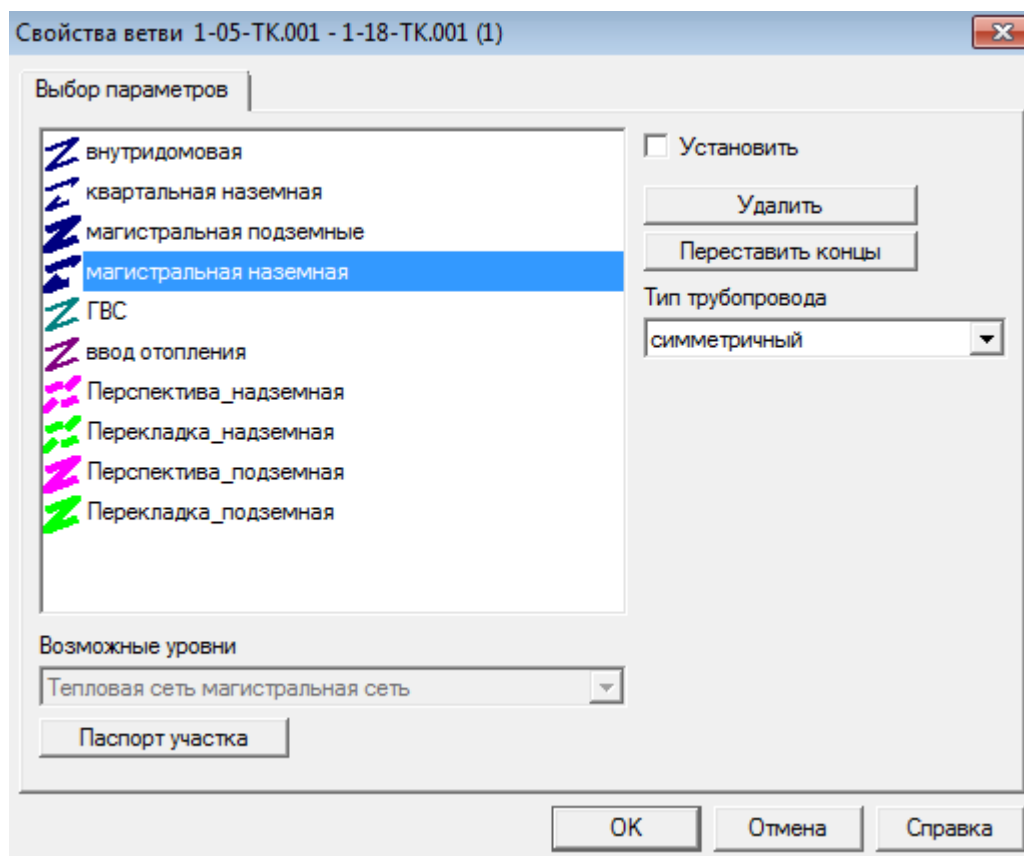 Свойства ветви 1-05-ТК.001 - 1-18-ТК.001 (1)
Выбор параметров
внутридомовая
квартальная наземная
магистральная подземные
магистральная наземная
ГВС
ввод отопления
Перспектива_надземная
Перекладка_надземная
Перспектива_подземная
Перекладка_подземная
Установить
Удалить
Переставить концы
Тип трубопровода
симметричный
Возможные уровни
Тепловая сеть магистральная сеть
Паспорт участка
OK
Отмена
Справка